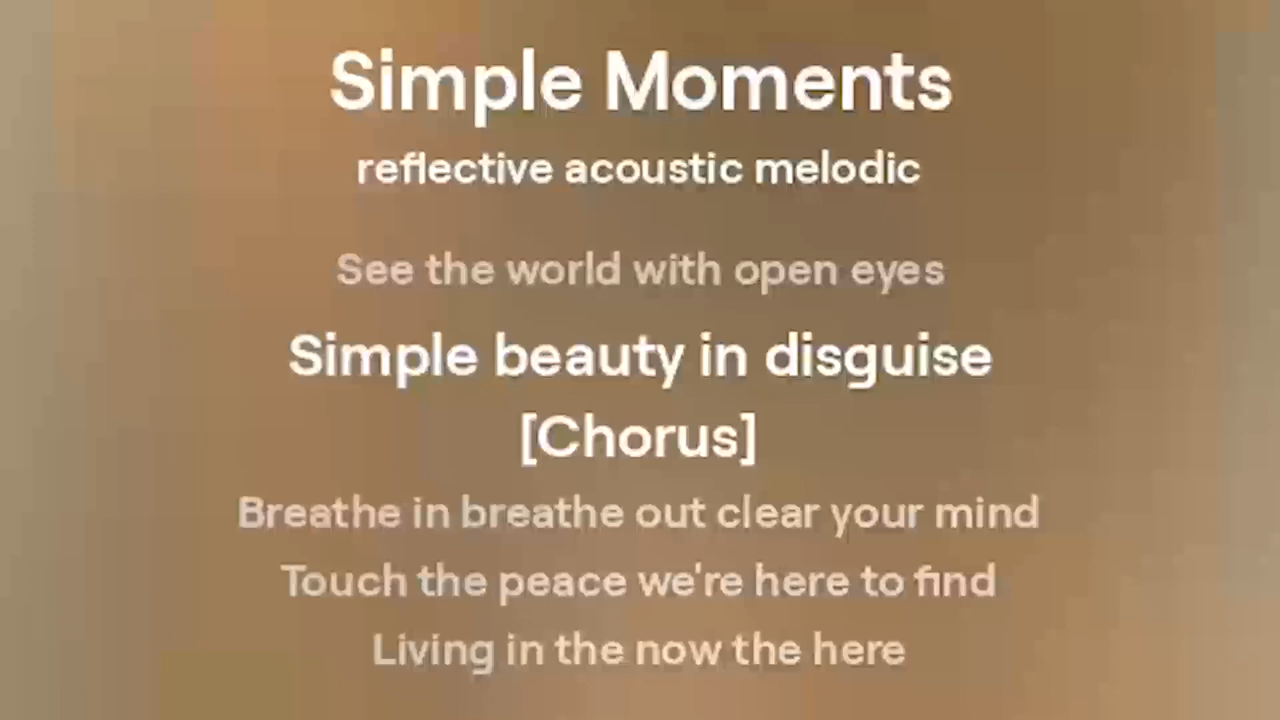 Simple Moments
reflective acoustic melodic
See the world with open eyes
Simple beauty in disguise
[Chorus]
Breathe in breathe out clear your mind
Touch the peace we're here to find
Living in the now the here